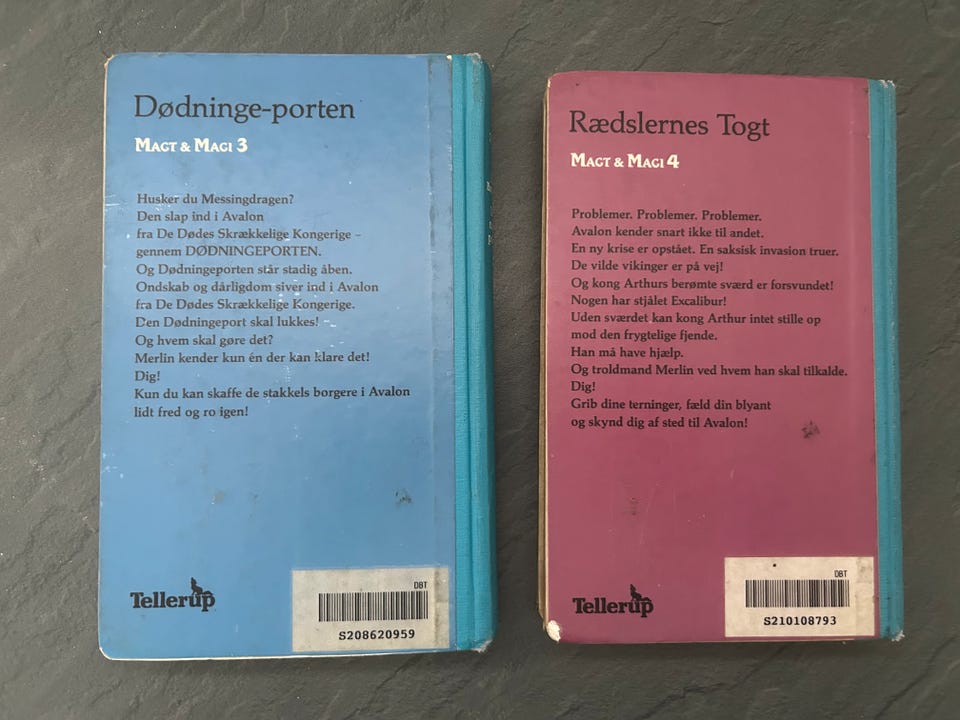 Dødninge-porten
MAGT & MAGI 3
Husker du Messingdragen?
Den slap ind i Avalon
fra De Dødes Skrækkelige Kongerige –
gennem DØDNINGEPORTEN.
Og Dødningeporten står stadig åben.
Ondskab og dårligdom siver ind i Avalon
fra De Dødes Skrækkelige Kongerige.
Den Dødningeport skal lukkes!
Og hvem skal gøre det?
Merlin kender kun én der kan klare det!
Dig!
Kun du kan skaffe de stakkels borgere i Avalon
lidt fred og ro igen!
Tellerup
DBT
S208620959
Rædslernes Togt
MAGT & MAGI 4
Problemer. Problemer. Problemer.
Avalon kender snart ikke til andet.
En ny krise er opstået. En saksisk invasion truer.
De vilde vikinger er på vej!
Og kong Arthurs berømte sværd er forsvundet!
Nogen har stjålet Excalibur!
Uden sværdet kan kong Arthur intet stille op
mod den frygtelige fjende.
Han må have hjælp.
Og troldmand Merlin ved hvem han skal tilkalde.
Dig!
Grib dine terninger, fæld din blyant
og skynd dig af sted til Avalon!
Tellerup
DBT
S210108793